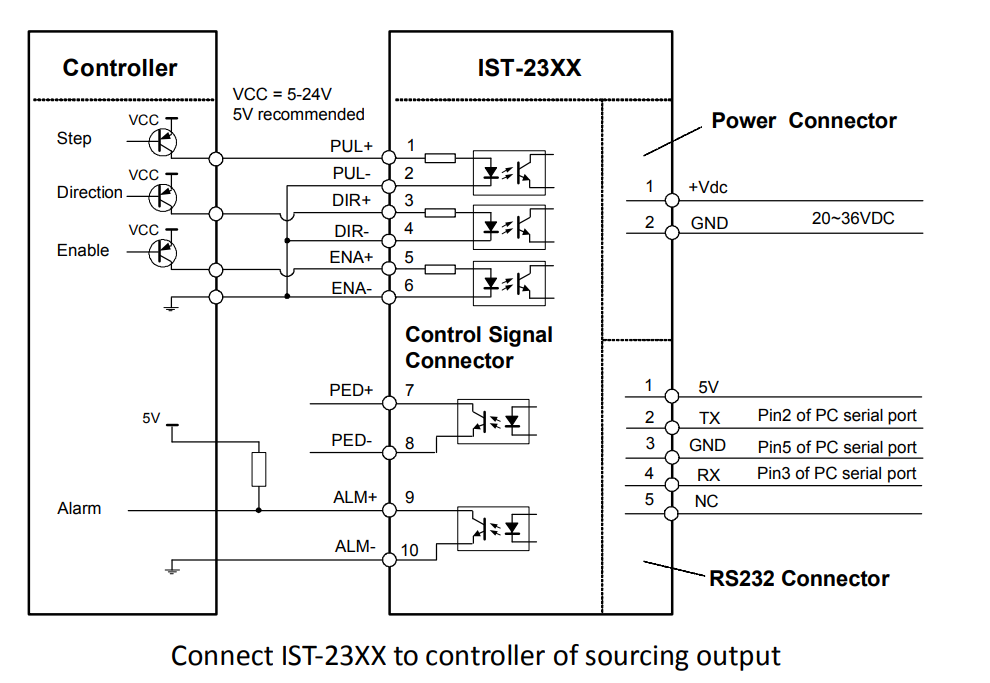 Controller
IST-23XX
VCC = 5-24V
5V recommended
Power  Connector
Step
VCC
PUL+
1
PUL-
2
Direction
VCC
DIR+
3
DIR-
4
Enable
VCC
ENA+
5
ENA-
6
1
+Vdc
2
GND
20~36VDC
Control Signal
Connector
PED+
7
PED-
8
5V
Alarm
ALM+
9
ALM-
10
1
5V
2
TX
Pin2 of PC serial port
3
GND
Pin5 of PC serial port
4
RX
Pin3 of PC serial port
5
NC
RS232 Connector
Connect IST-23XX to controller of sourcing output